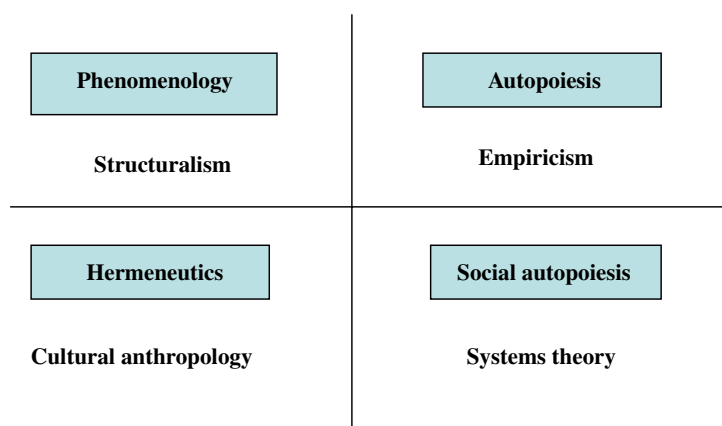 Phenomenology
Autopoiesis
Structuralism
Empiricism
Hermeneutics
Social autopoiesis
Cultural anthropology
Systems theory